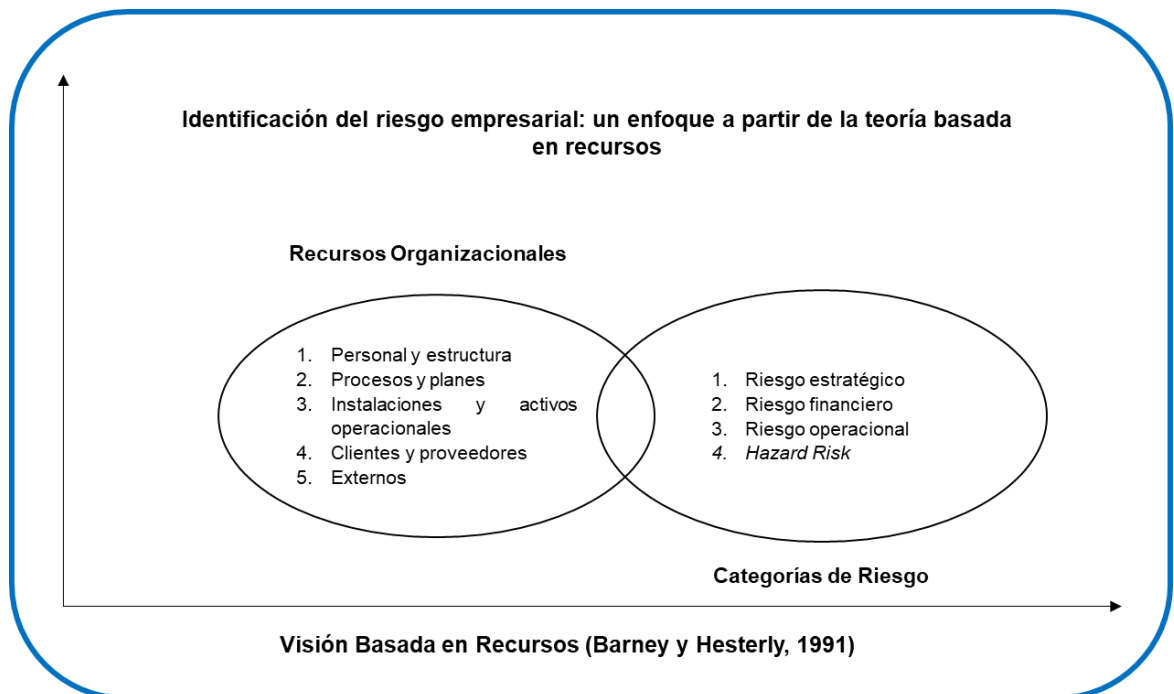 Identificación del riesgo empresarial: un enfoque a partir de la teoría basada
en recursos
Recursos Organizacionales
1. Personal y estructura
2. Procesos y planes
3. Instalaciones y activos
operacionales
4. Clientes y proveedores
5. Externos
1. Riesgo estratégico
2. Riesgo financiero
3. Riesgo operacional
4. Hazard Risk
Categorías de Riesgo
Visión Basada en Recursos (Barney y Hesterly, 1991)